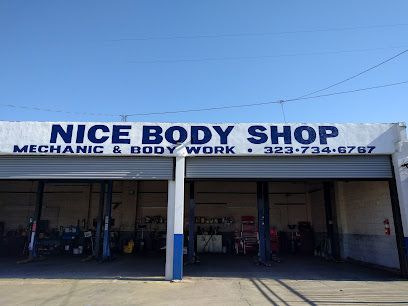 NICE BODY SHOP
MECHANIC & BODY WORK • 323-734-6767